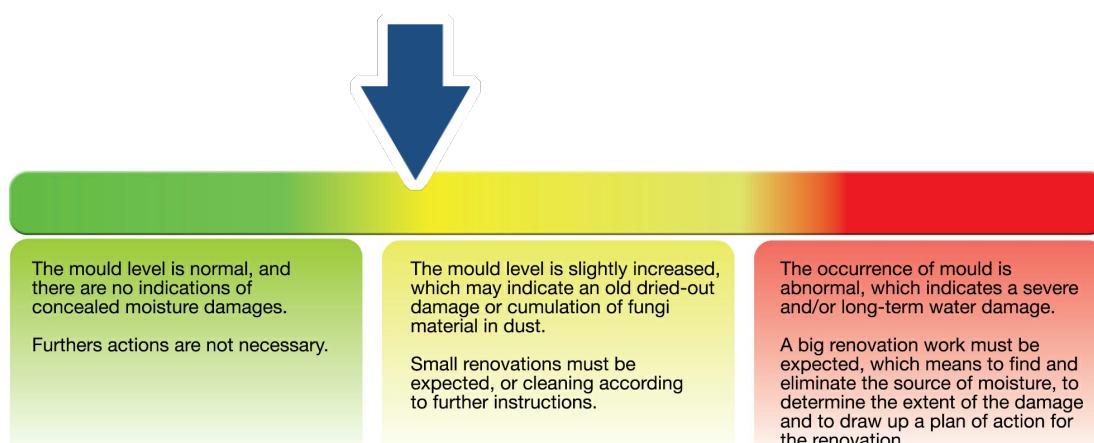 The mould level is normal, and
there are no indications of
concealed moisture damages.
Furthers actions are not necessary.
The mould level is slightly increased,
which may indicate an old dried-out
damage or cumulation of fungi
material in dust.
Small renovations must be
expected, or cleaning according
to further instructions.
The occurrence of mould is
abnormal, which indicates a severe
and/or long-term water damage.
A big renovation work must be
expected, which means to find and
eliminate the source of moisture, to
determine the extent of the damage
and to draw up a plan of action for
the renovation